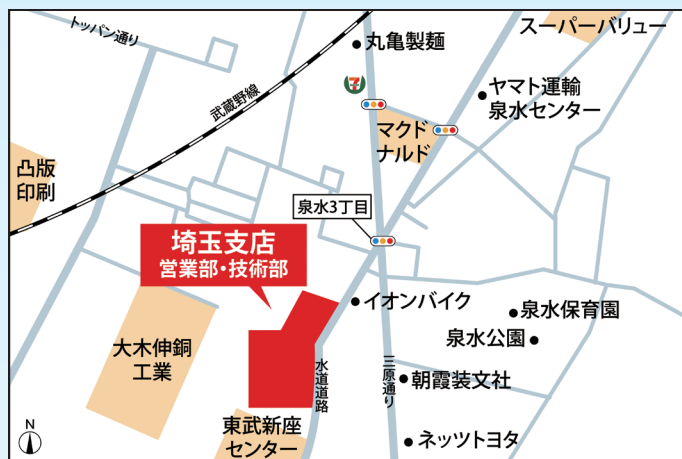 トッパン通り
武蔵野線
丸亀製麺
スーパーバリュー
7
ヤマト運輸
泉水センター
マクド
ナルド
凸版
印刷
泉水3丁目
埼玉支店
営業部・技術部
イオンバイク
泉水保育園
泉水公園
大木伸銅
工業
水道道路
三原通り
朝霞装文社
東武新座
センター
ネッツトヨタ
N